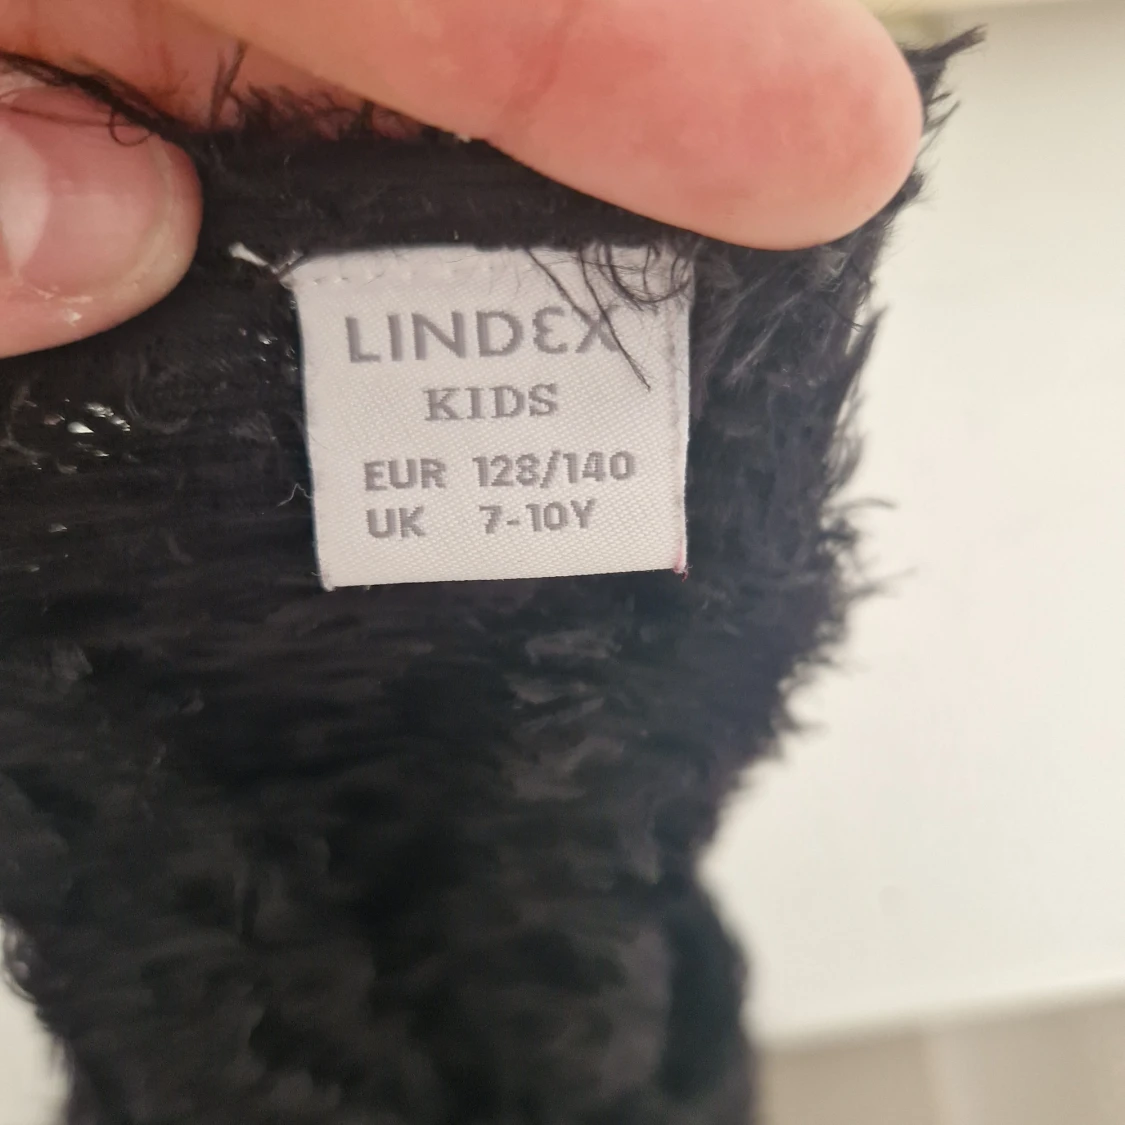 LINDEX
KIDS
EUR 128/140
UK 7-10Y